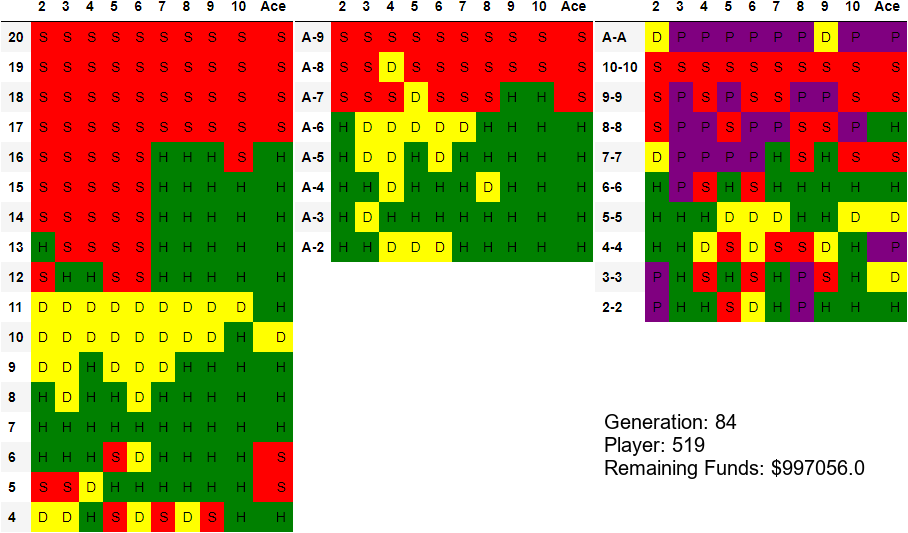 2 3 4 5 6 7 8 9 10 Ace
20 S S S S S S S S S S
19 S S S S S S S S S S
18 S S S S S S S S S S
17 S S S S S S S S S S
16 S S S S S H H H S H
15 S S S S S H H H H H
14 S S S S S H H H H H
13 H S S S S H H H H H
12 S H H S S H H H H H
11 D D D D D D D D D H
10 D D D D D D D D H D
9 D D H D D D H H H H
8 H D H H D H H H H H
7 H H H H H H H H H H
6 H H H S D H H H H S
5 S S D H H H H H H S
4 D D H S D S D S H H
2 3 4 5 6 7 8 9 10 Ace
A-9 S S S S S S S S S S
A-8 S S D S S S S S S S
A-7 S S S D S S S H H S
A-6 H D D D D D H H H H
A-5 H D D H D H H H H H
A-4 H H D H H H D H H H
A-3 H D H H H H H H H H
A-2 H H D D D H H H H H
2 3 4 5 6 7 8 9 10 Ace
A-A D P P P P P P D P P
10-10 S S S S S S S S S S
9-9 S P S P S S P P S S
8-8 S P P S P P S S P H
7-7 D P P P P H S H S S
6-6 H P S H S H H H H H
5-5 H H H D D D H H D D
4-4 H H D S D S S D H P
3-3 P H S H S H P S H D
2-2 P H H S D H P H H H
Generation: 84
Player: 519
Remaining Funds: $997056.0